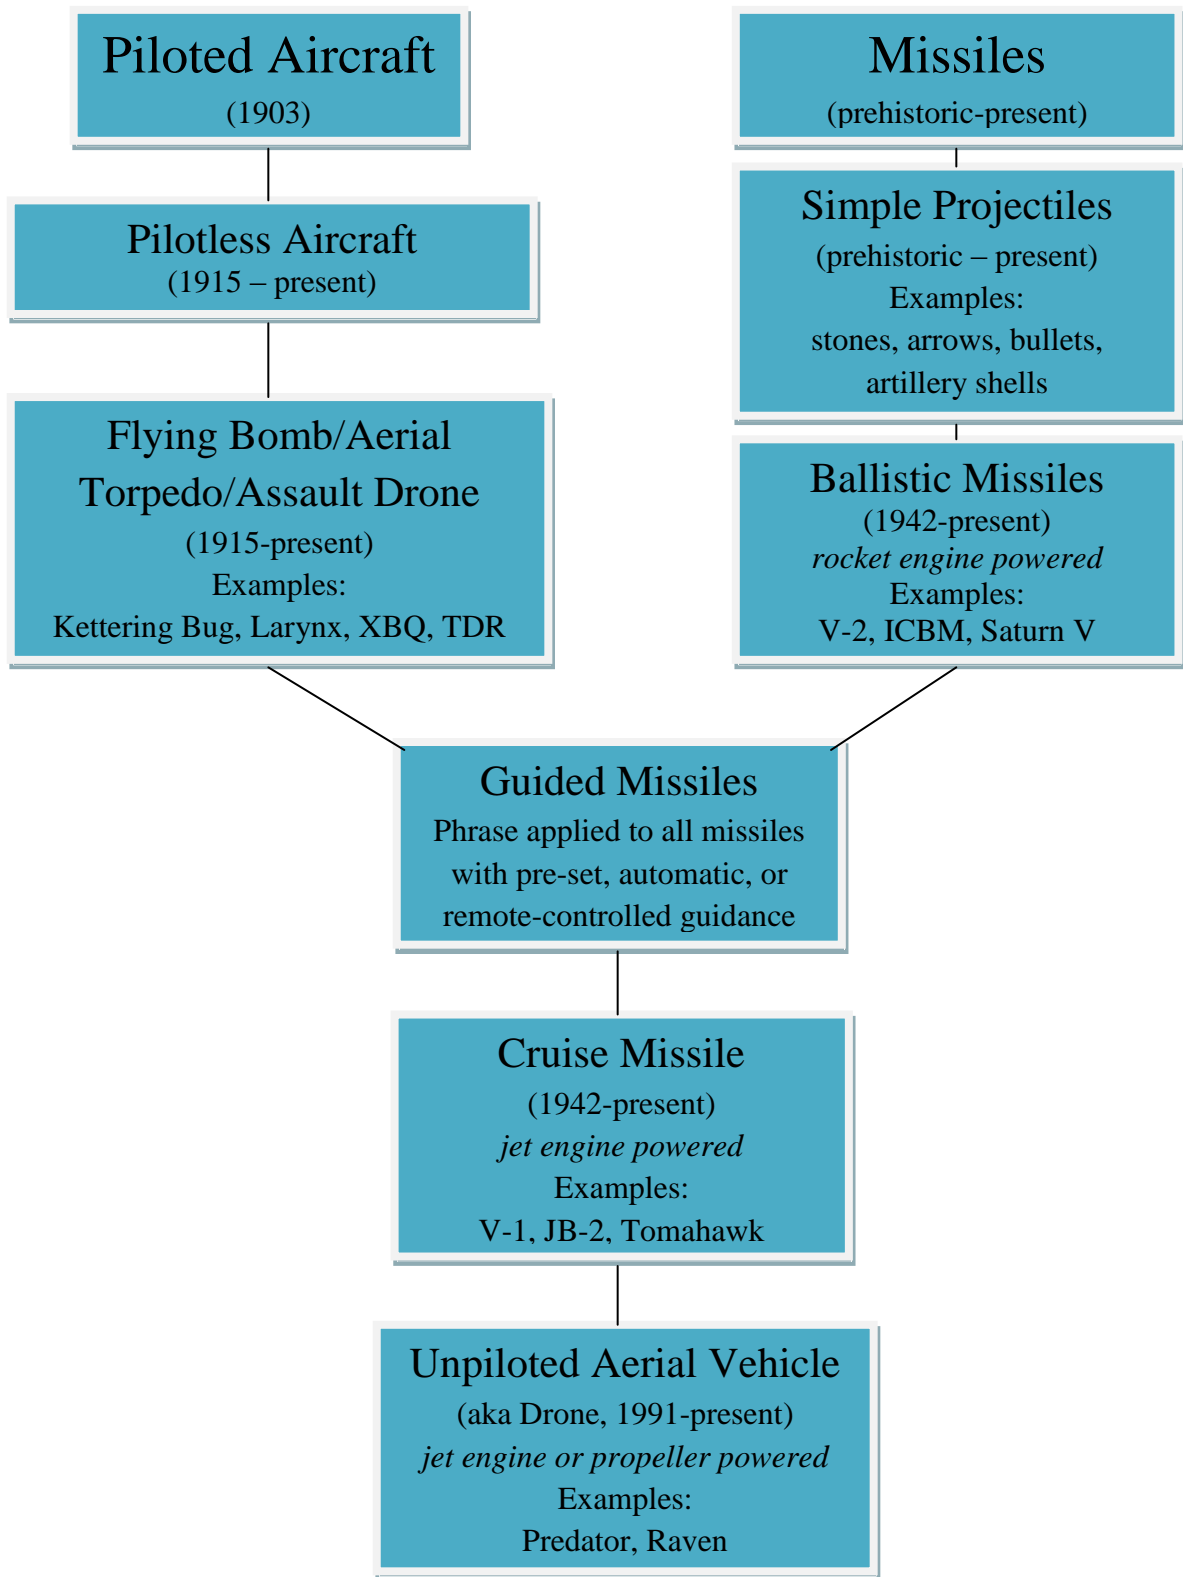 Piloted Aircraft
(1903)
Pilotless Aircraft
(1915 – present)
Flying Bomb/Aerial
Torpedo/Assault Drone
(1915-present)
Examples:
Kettering Bug, Larynx, XBQ, TDR
Missiles
(prehistoric-present)
Simple Projectiles
(prehistoric – present)
Examples:
stones, arrows, bullets,
artillery shells
Ballistic Missiles
(1942-present)
rocket engine powered
Examples:
V-2, ICBM, Saturn V
Guided Missiles
Phrase applied to all missiles
with pre-set, automatic, or
remote-controlled guidance
Cruise Missile
(1942-present)
jet engine powered
Examples:
V-1, JB-2, Tomahawk
Unpiloted Aerial Vehicle
(aka Drone, 1991-present)
jet engine or propeller powered
Examples:
Predator, Raven